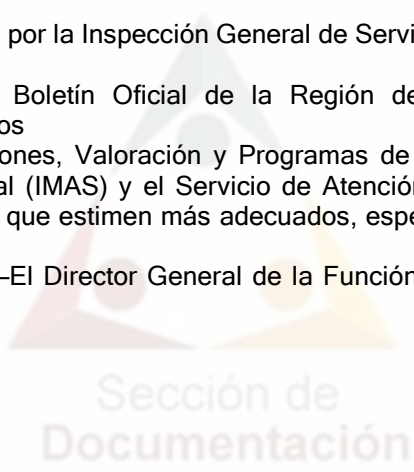 por la Inspección General de Servi
Boletín Oficial de la Región de
os
ones, Valoración y Programas de
al (IMAS) y el Servicio de Atención
que estimen más adecuados, espe
–El Director General de la Función
Sección de
Documentación